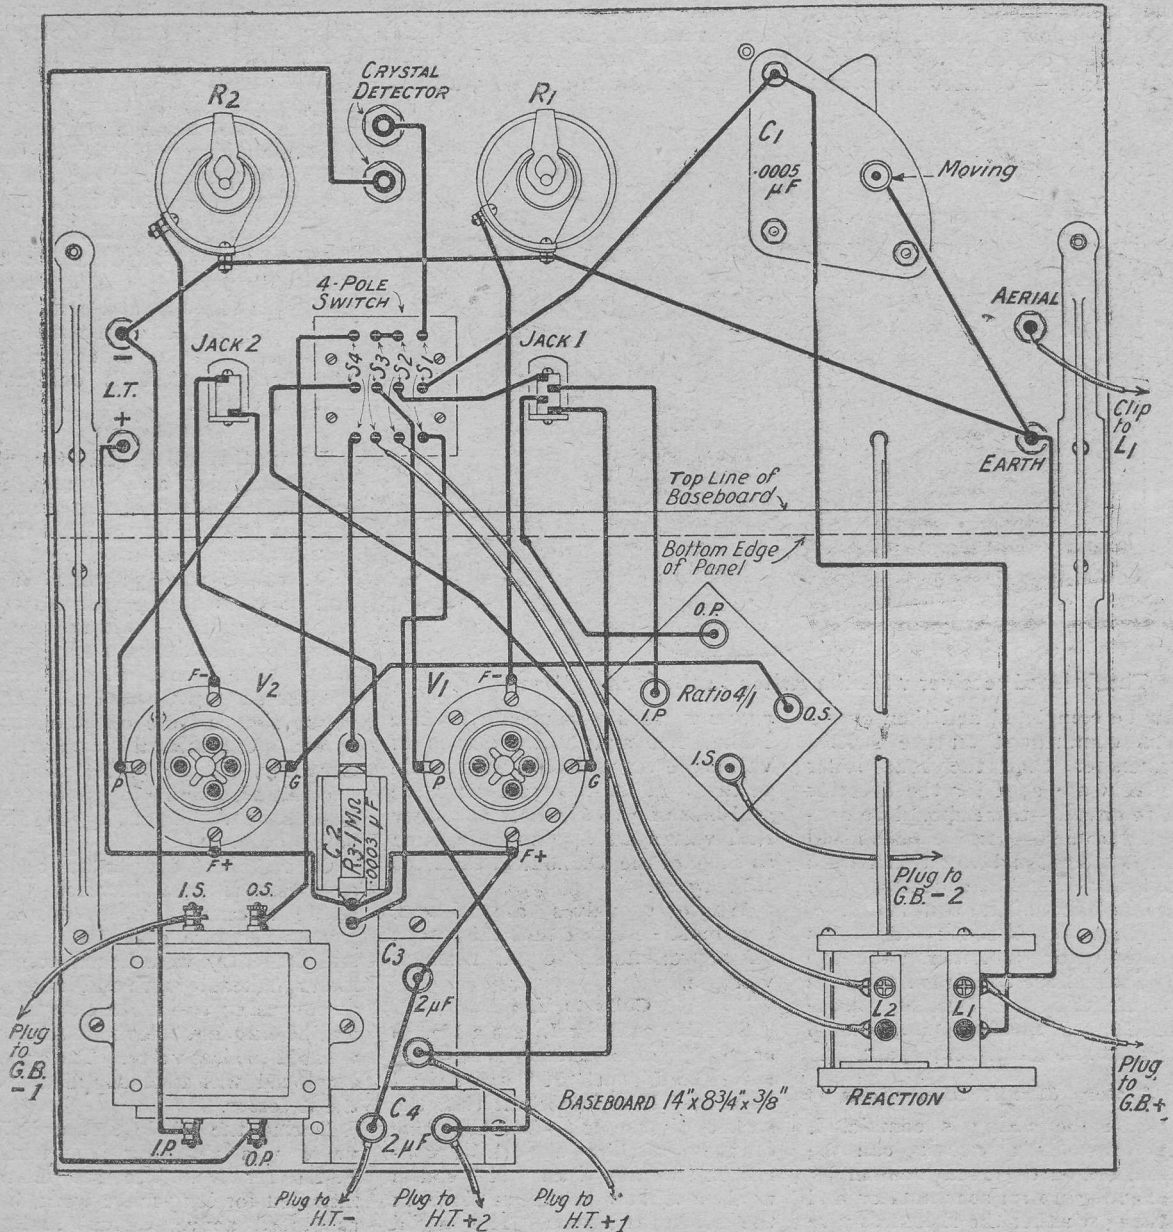 CRYSTAL
DETECTOR
R2
R1
C1
.0005
µF
Moving
4-POLE
SWITCH
AERIAL
JACK 2
S4
S3
S2
S1
JACK 1
-
L.T.
+
Clip
to
L1
EARTH
Top Line of
Baseboard
Bottom Edge
of Panel
O.P.
F-
V2
V1
F-
Ratio 4/1
I.P
O.S.
I.S.
P
G
P
G
C2
R3·1 MΩ
.0003 µF
F+
F+
Plug to
G.B.-2
I.S.
O.S.
C3
2µF
L2
L1
Plug
to
G.B.
-1
Plug
to
G.B.+
BASEBOARD 14"x8¾"x⅜"
REACTION
C4
2µF
I.P.
O.P.
Plug to
H.T.-
Plug to
H.T.+2
Plug to
H.T.+1